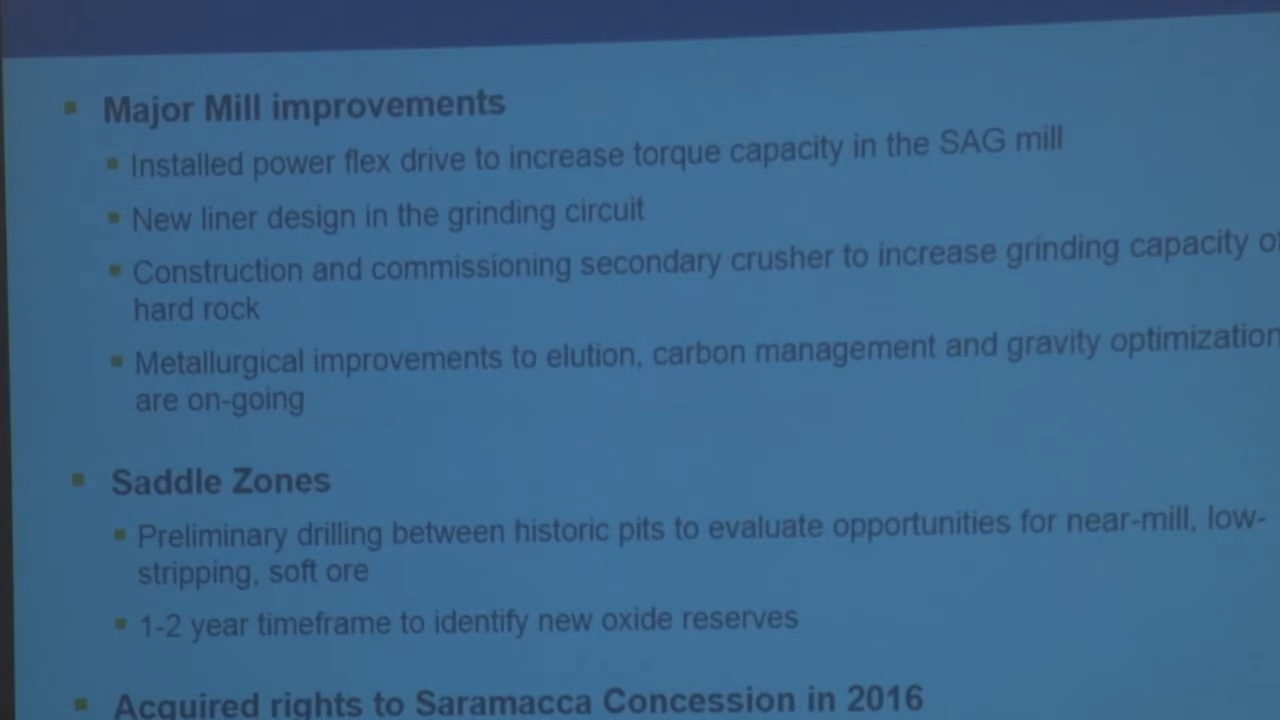 Major Mill improvements
Installed power flex drive to increase torque capacity in the SAG mill
New liner design in the grinding circuit
Construction and commissioning secondary crusher to increase grinding capacity
hard rock
Metallurgical improvements to elution, carbon management and gravity optimization
are on-going
Saddle Zones
Preliminary drilling between historic pits to evaluate opportunities for near-mill, low-
stripping, soft ore
1-2 year timeframe to identify new oxide reserves
Acquired rights to Saramacca Concession in 2016